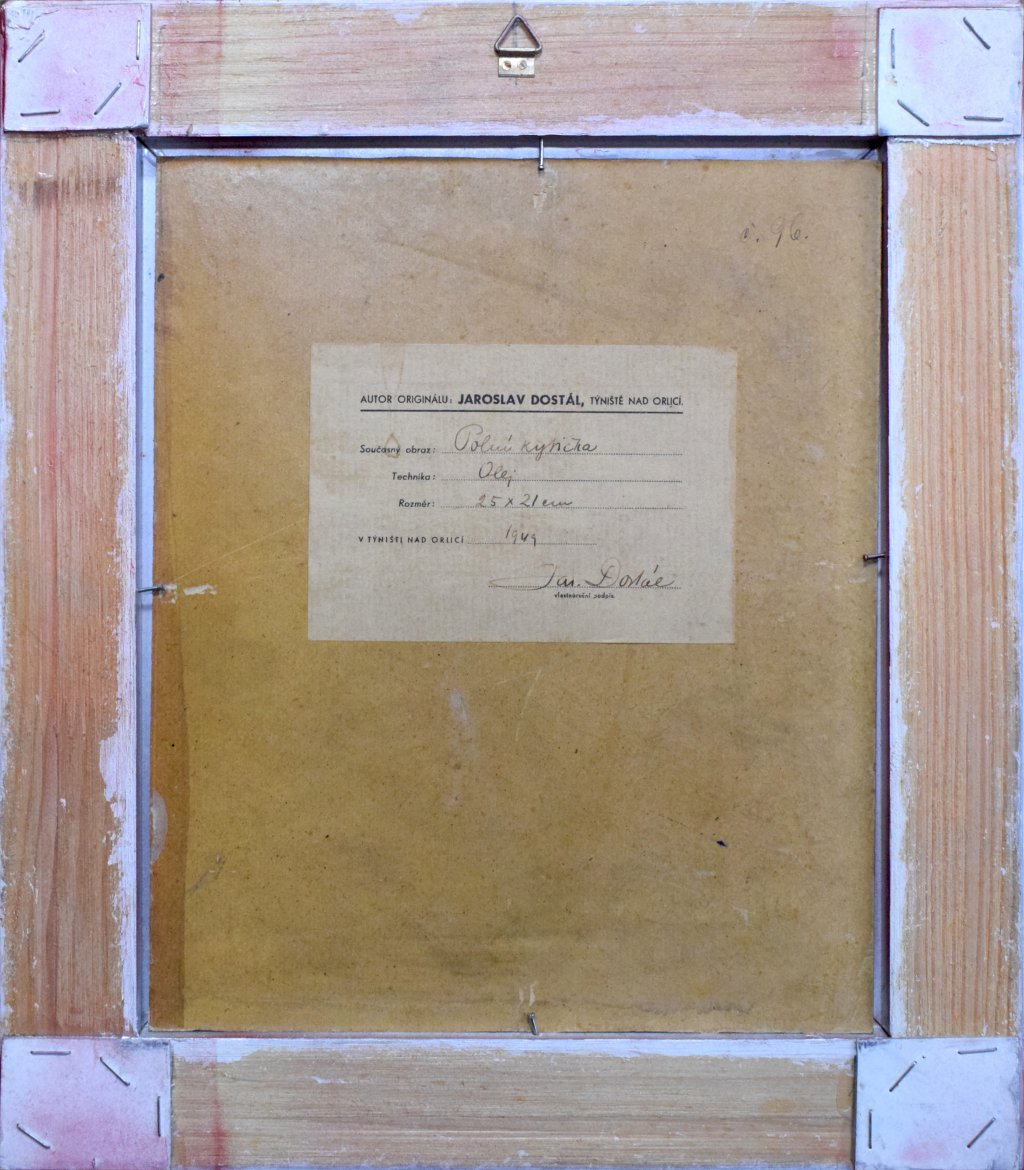 č. 96.
AUTOR ORIGINÁLU: JAROSLAV DOSTÁL, TÝNIŠTĚ NAD ORLICÍ.
Současný obraz: Polní kytička
Technika: Olej
Rozměr: 25 x 21 cm
V TÝNIŠTI NAD ORLICÍ 1949
Jar. Dostál
vlastnoruční podpis